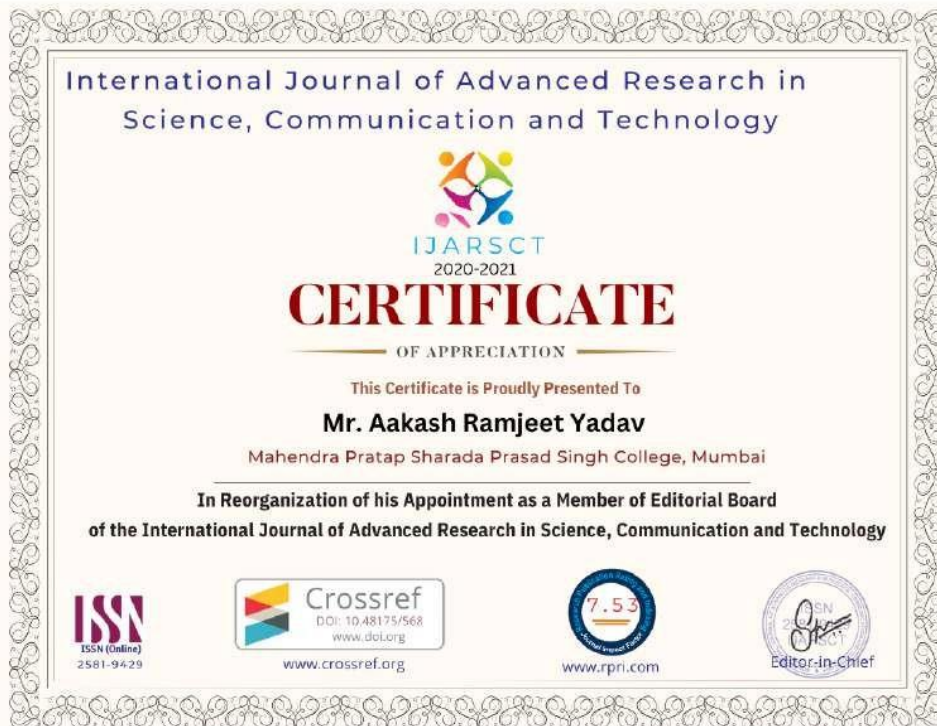 International Journal of Advanced Research in
Science, Communication and Technology
IJARSCT
2020-2021
CERTIFICATE
OF APPRECIATION
This Certificate is Proudly Presented To
Mr. Aakash Ramjeet Yadav
Mahendra Pratap Sharada Prasad Singh College, Mumbai
In Reorganization of his Appointment as a Member of Editorial Board
of the International Journal of Advanced Research in Science, Communication and Technology
ISSN
ISSN (Online)
2581-9429
Crossref
DOI: 10.48175/568
www.doi.org
www.crossref.org
7.53
Journal Impact Factor
www.rpri.com
ISSN
Editor-in-Chief